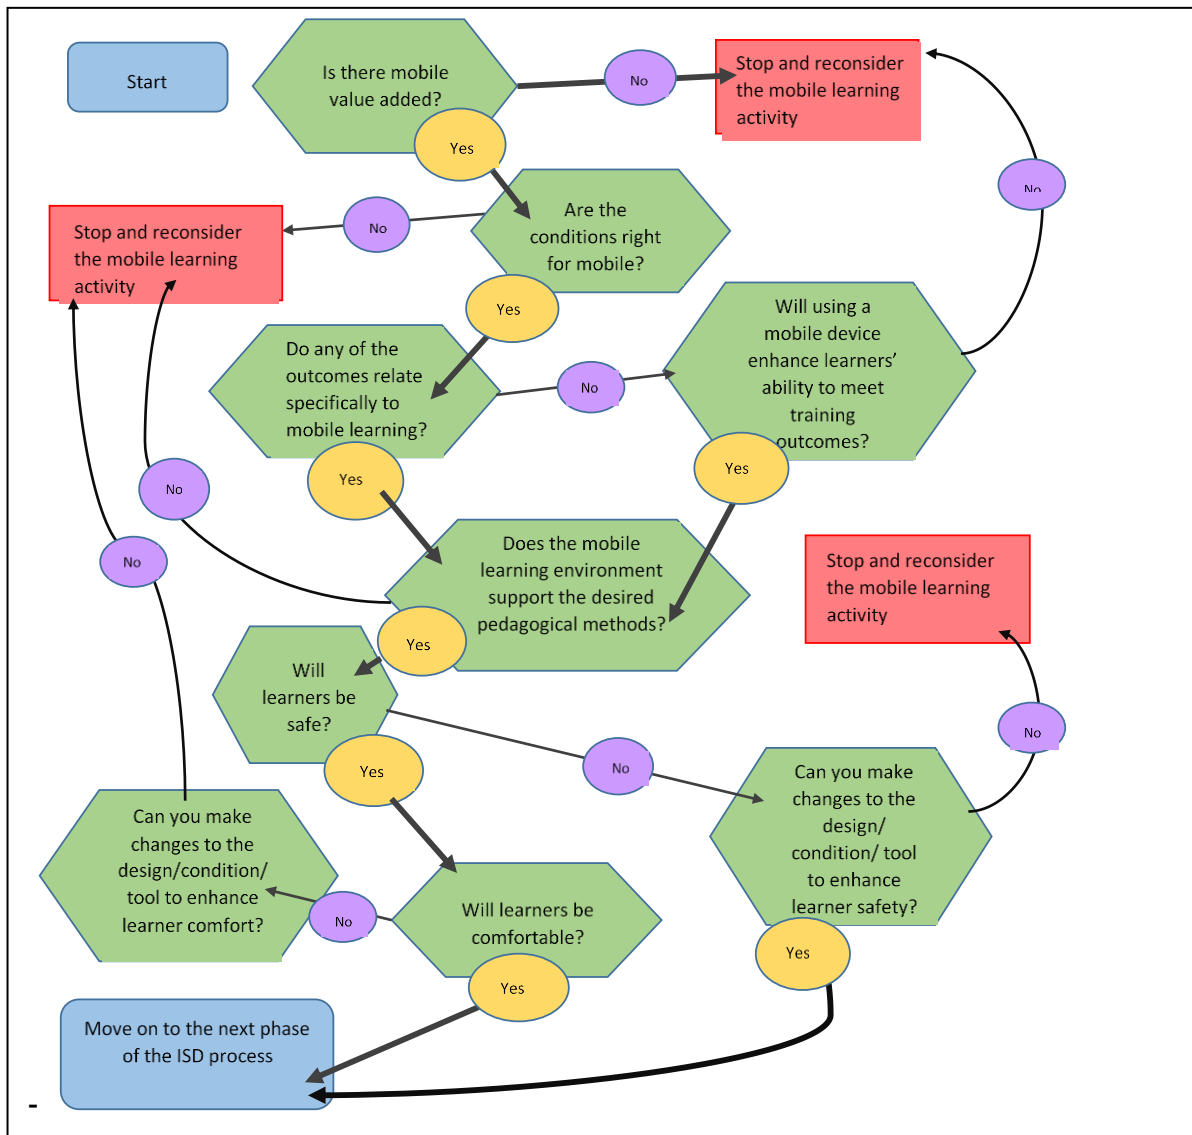 Start
Is there mobile
value added?
No
Stop and reconsider
the mobile learning
activity
Yes
No
Are the
conditions right
for mobile?
No
Stop and reconsider
the mobile learning
activity
Yes
Will using a
mobile device
enhance learners’
ability to meet
training
outcomes?
Do any of the
outcomes relate
specifically to
mobile learning?
No
Yes
Yes
No
Does the mobile
learning environment
support the desired
pedagogical methods?
No
Stop and reconsider
the mobile learning
activity
Yes
Will
learners be
safe?
No
Yes
No
Can you make
changes to the
design/
condition/ tool
to enhance
learner safety?
Can you make
changes to the
design/condition/
tool to enhance
learner comfort?
No
Will learners be
comfortable?
Yes
Yes
Move on to the next phase
of the ISD process
-